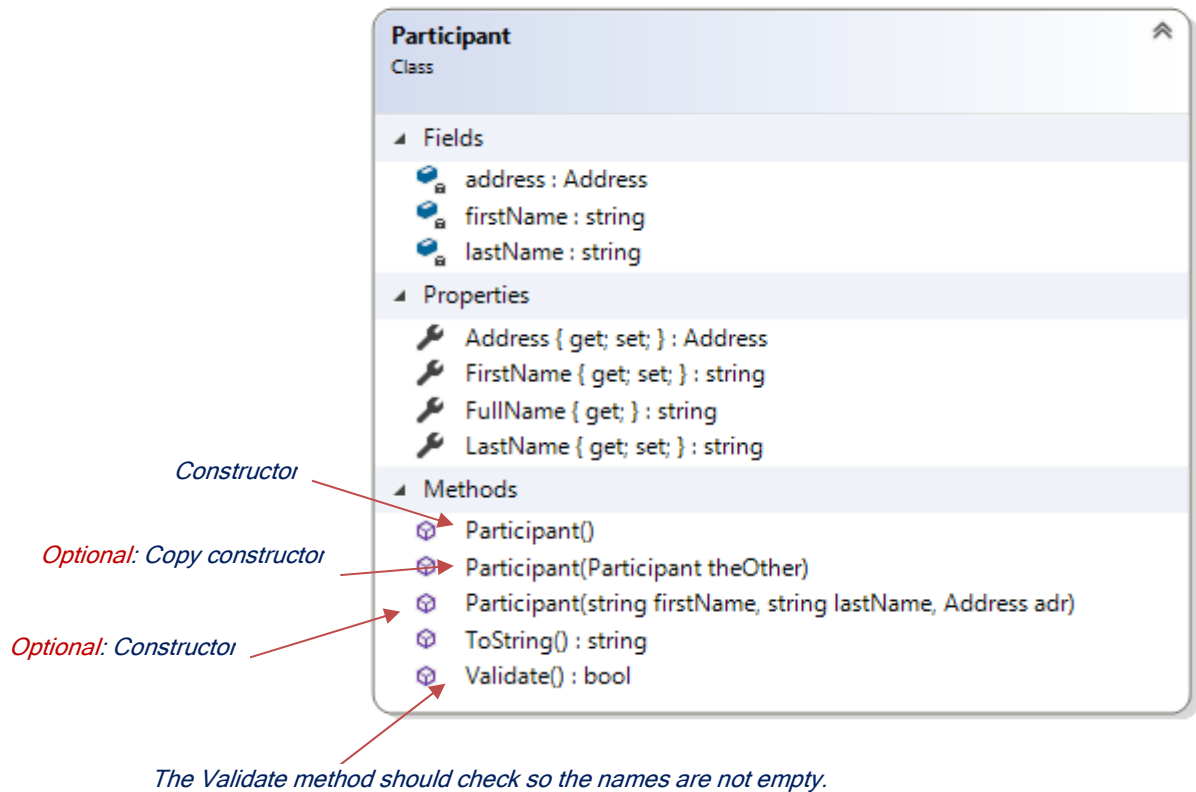 Participant
Class
Fields
address : Address
firstName : string
lastName : string
Properties
Address { get; set; } : Address
FirstName { get; set; } : string
FullName { get; } : string
LastName { get; set; } : string
Constructor
Methods
Participant()
Optional: Copy constructor
Participant(Participant theOther)
Participant(string firstName, string lastName, Address adr)
Optional: Constructor
ToString() : string
Validate() : bool
The Validate method should check so the names are not empty.